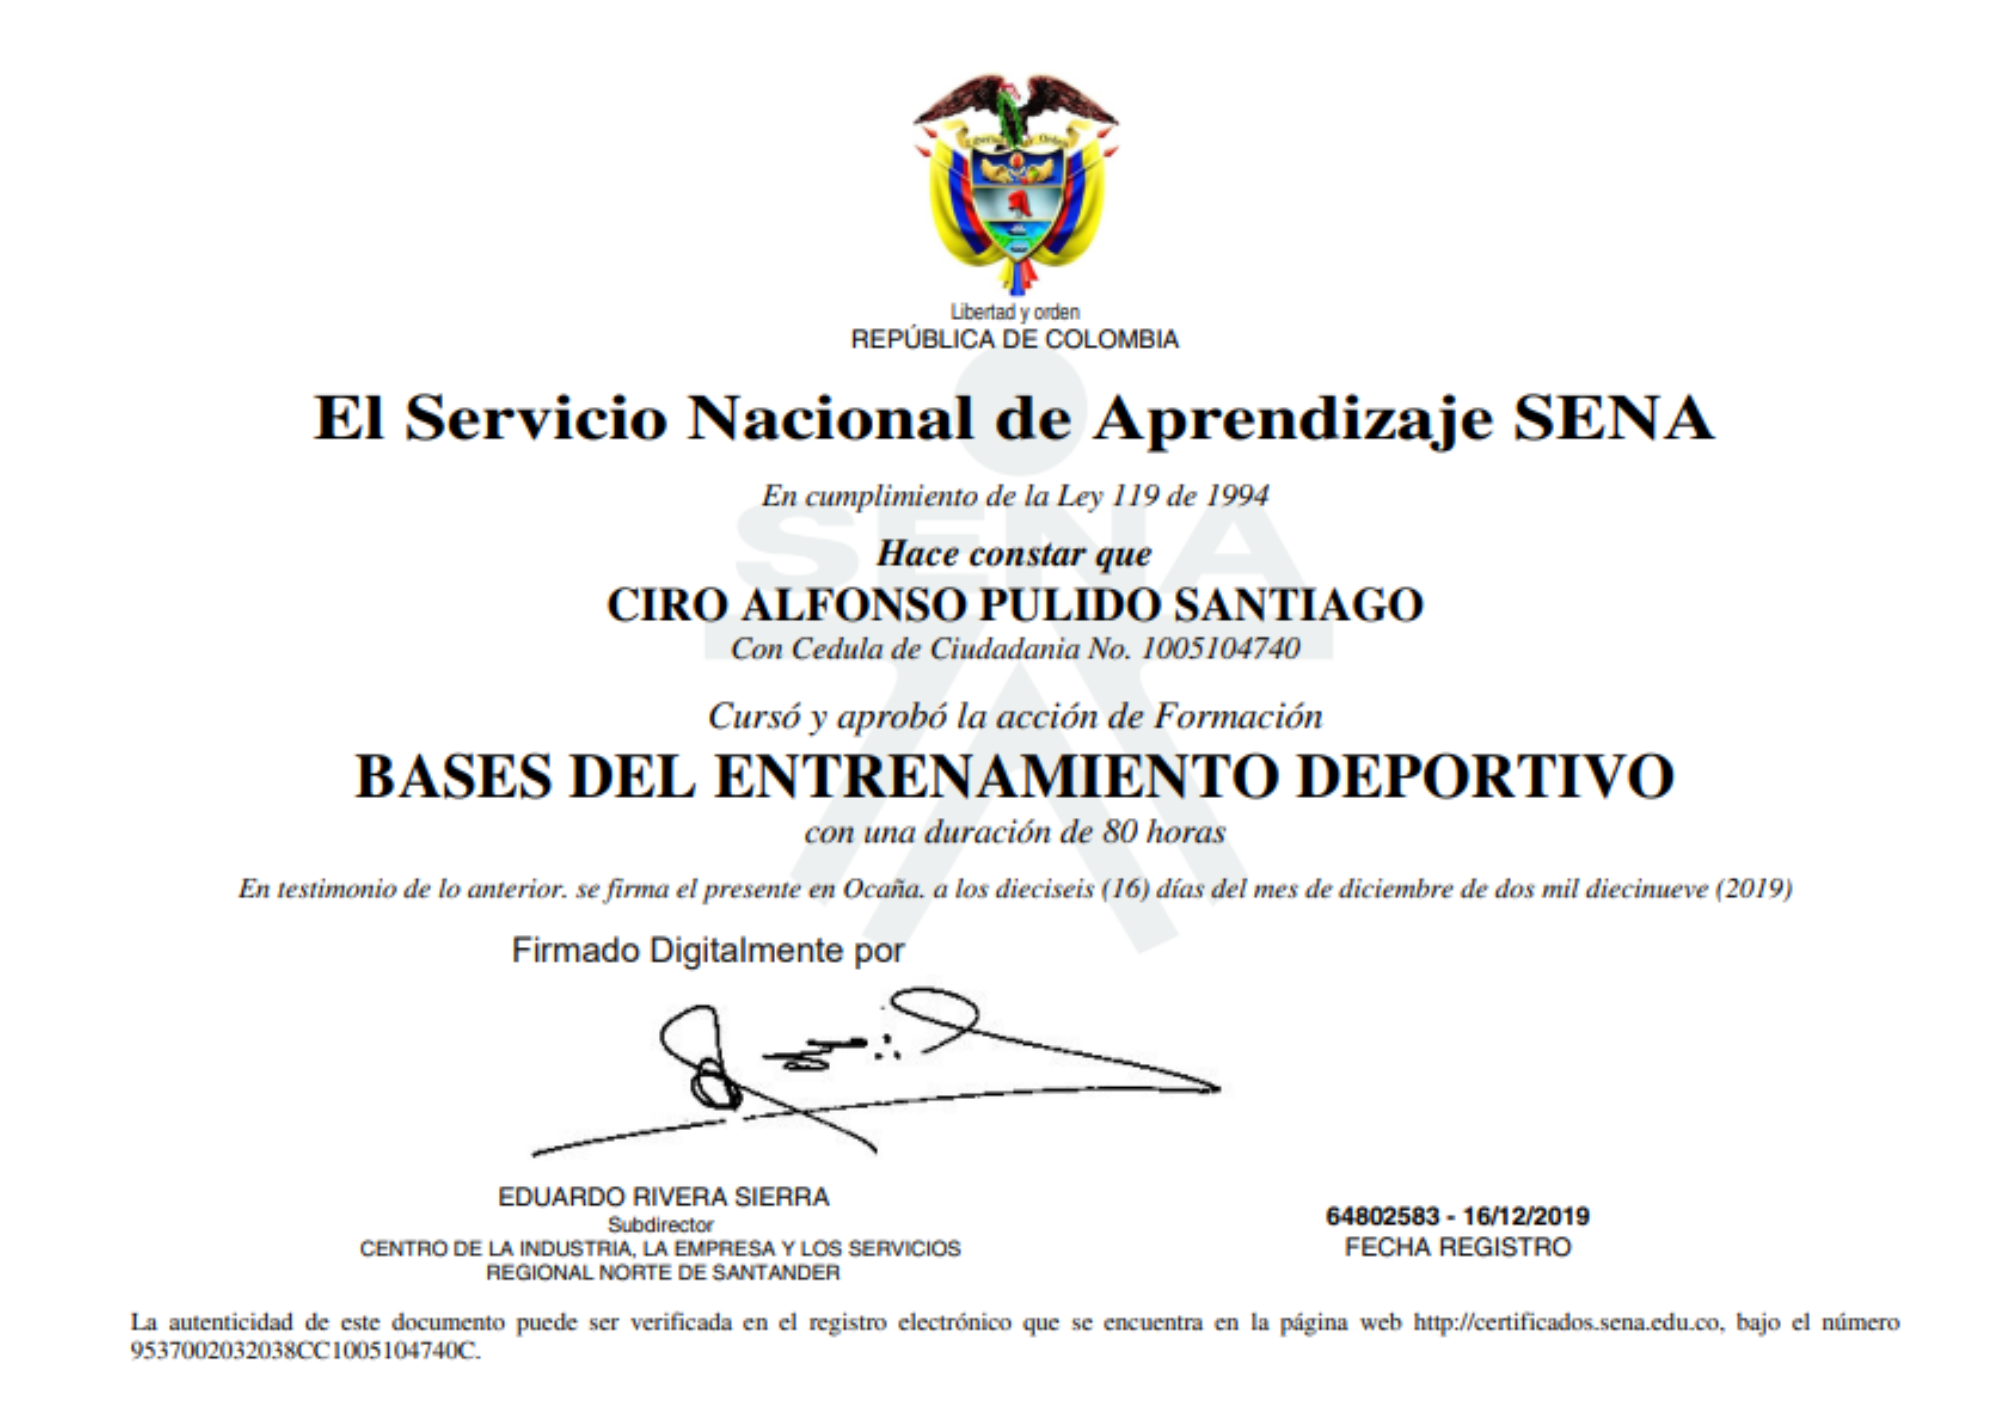 Libertad y Orden
Libertad y orden
REPÚBLICA DE COLOMBIA
El Servicio Nacional de Aprendizaje SENA
En cumplimiento de la Ley 119 de 1994
SENA
Hace constar que
CIRO ALFONSO PULIDO SANTIAGO
Con Cedula de Ciudadania No. 1005104740
Cursó y aprobó la acción de Formación
BASES DEL ENTRENAMIENTO DEPORTIVO
con una duración de 80 horas
En testimonio de lo anterior. se firma el presente en Ocaña. a los dieciseis (16) días del mes de diciembre de dos mil diecinueve (2019)
Firmado Digitalmente por
EDUARDO RIVERA SIERRA
Subdirector
CENTRO DE LA INDUSTRIA, LA EMPRESA Y LOS SERVICIOS
REGIONAL NORTE DE SANTANDER
64802583 - 16/12/2019
FECHA REGISTRO
La autenticidad de este documento puede ser verificada en el registro electrónico que se encuentra en la página web http://certificados.sena.edu.co, bajo el número
9537002032038CC1005104740C.